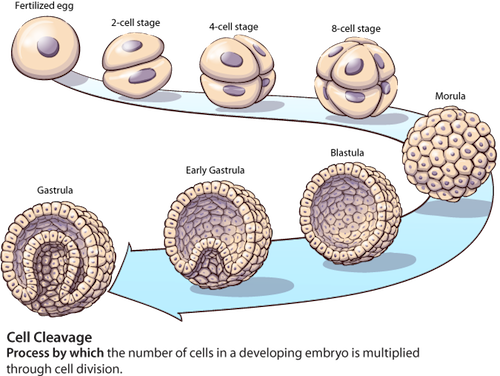 Fertilized egg
2-cell stage
4-cell stage
8-cell stage
Morula
Blastula
Early Gastrula
Gastrula
Cell Cleavage
Process by which the number of cells in a developing embryo is multiplied
through cell division.